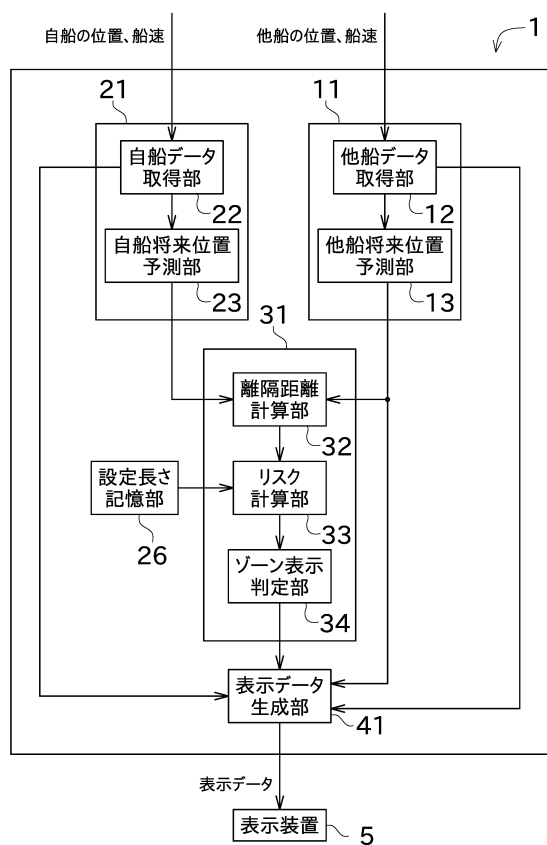 自船の位置、船速
他船の位置、船速
1
21
11
自船データ
取得部
22
他船データ
取得部
12
自船将来位置
予測部
23
他船将来位置
予測部
13
31
離隔距離
計算部
32
設定長さ
記憶部
26
リスク
計算部
33
ゾーン表示
判定部
34
表示データ
生成部
41
表示データ
表示装置
5